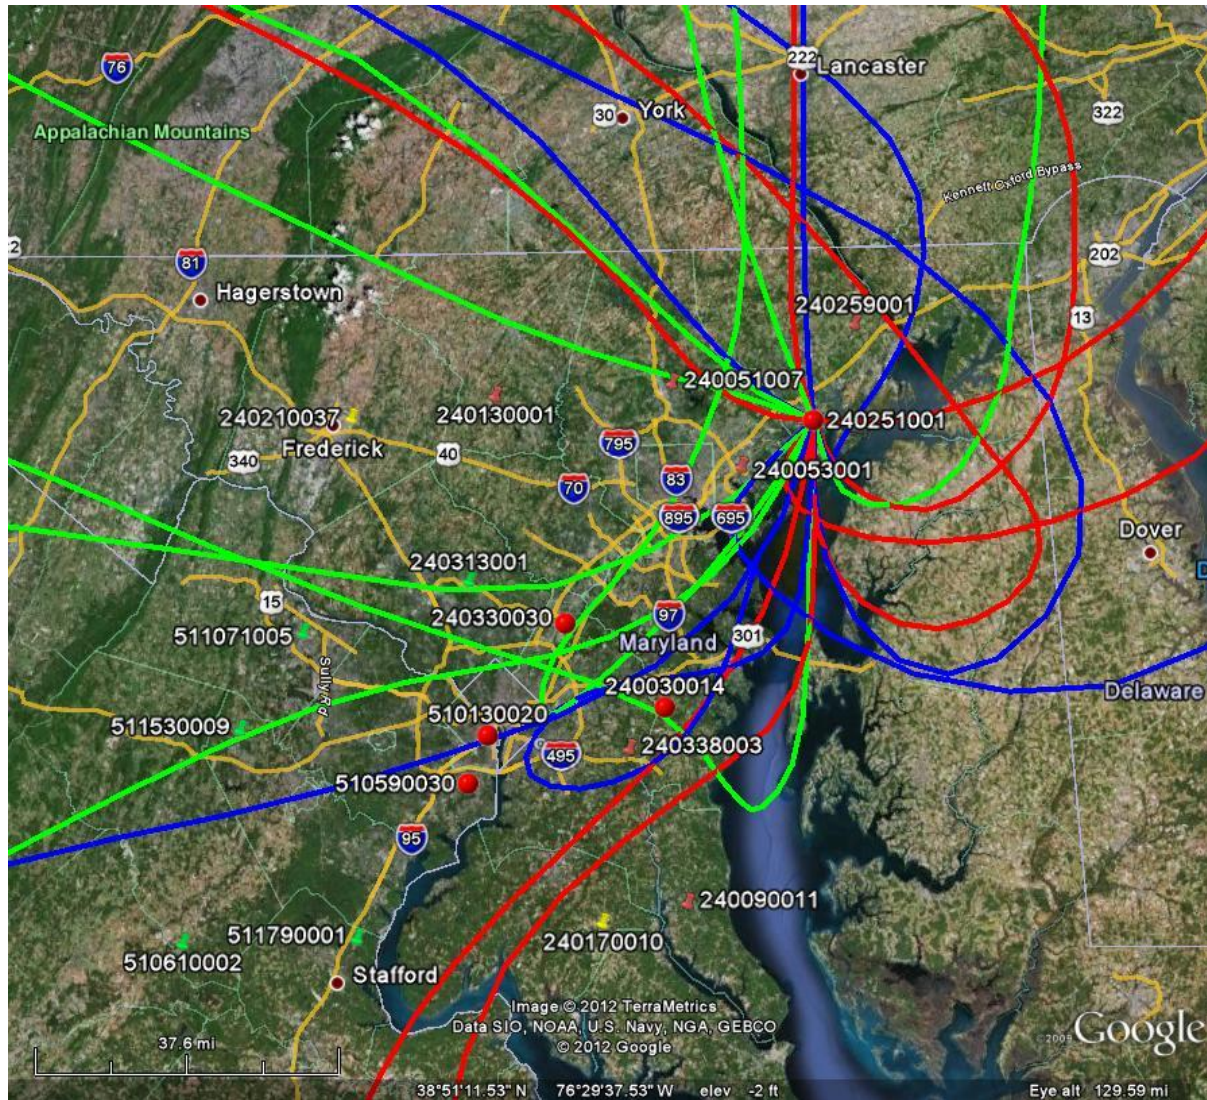 76
222
Lancaster
30
York
322
Appalachian Mountains
Kennett Oxford Bypass
22
81
202
Hagerstown
240259001
13
240051007
240130001
240210037
240251001
Frederick
795
340
40
240053001
70
83
895
695
Dover
240313001
D
15
240330030
97
511071005
Maryland
301
Sully Rd
240030014
Delaware
510130020
511530009
240338003
495
510590030
95
240090011
511790001
240170010
510610002
Stafford
Image © 2012 TerraMetrics
Data SIO, NOAA, U.S. Navy, NGA, GEBCO
© 2012 Google
©2009 Google
37.6 mi
38°51'11.53" N 76°29'37.53" W elev -2 ft Eye alt 129.59 mi